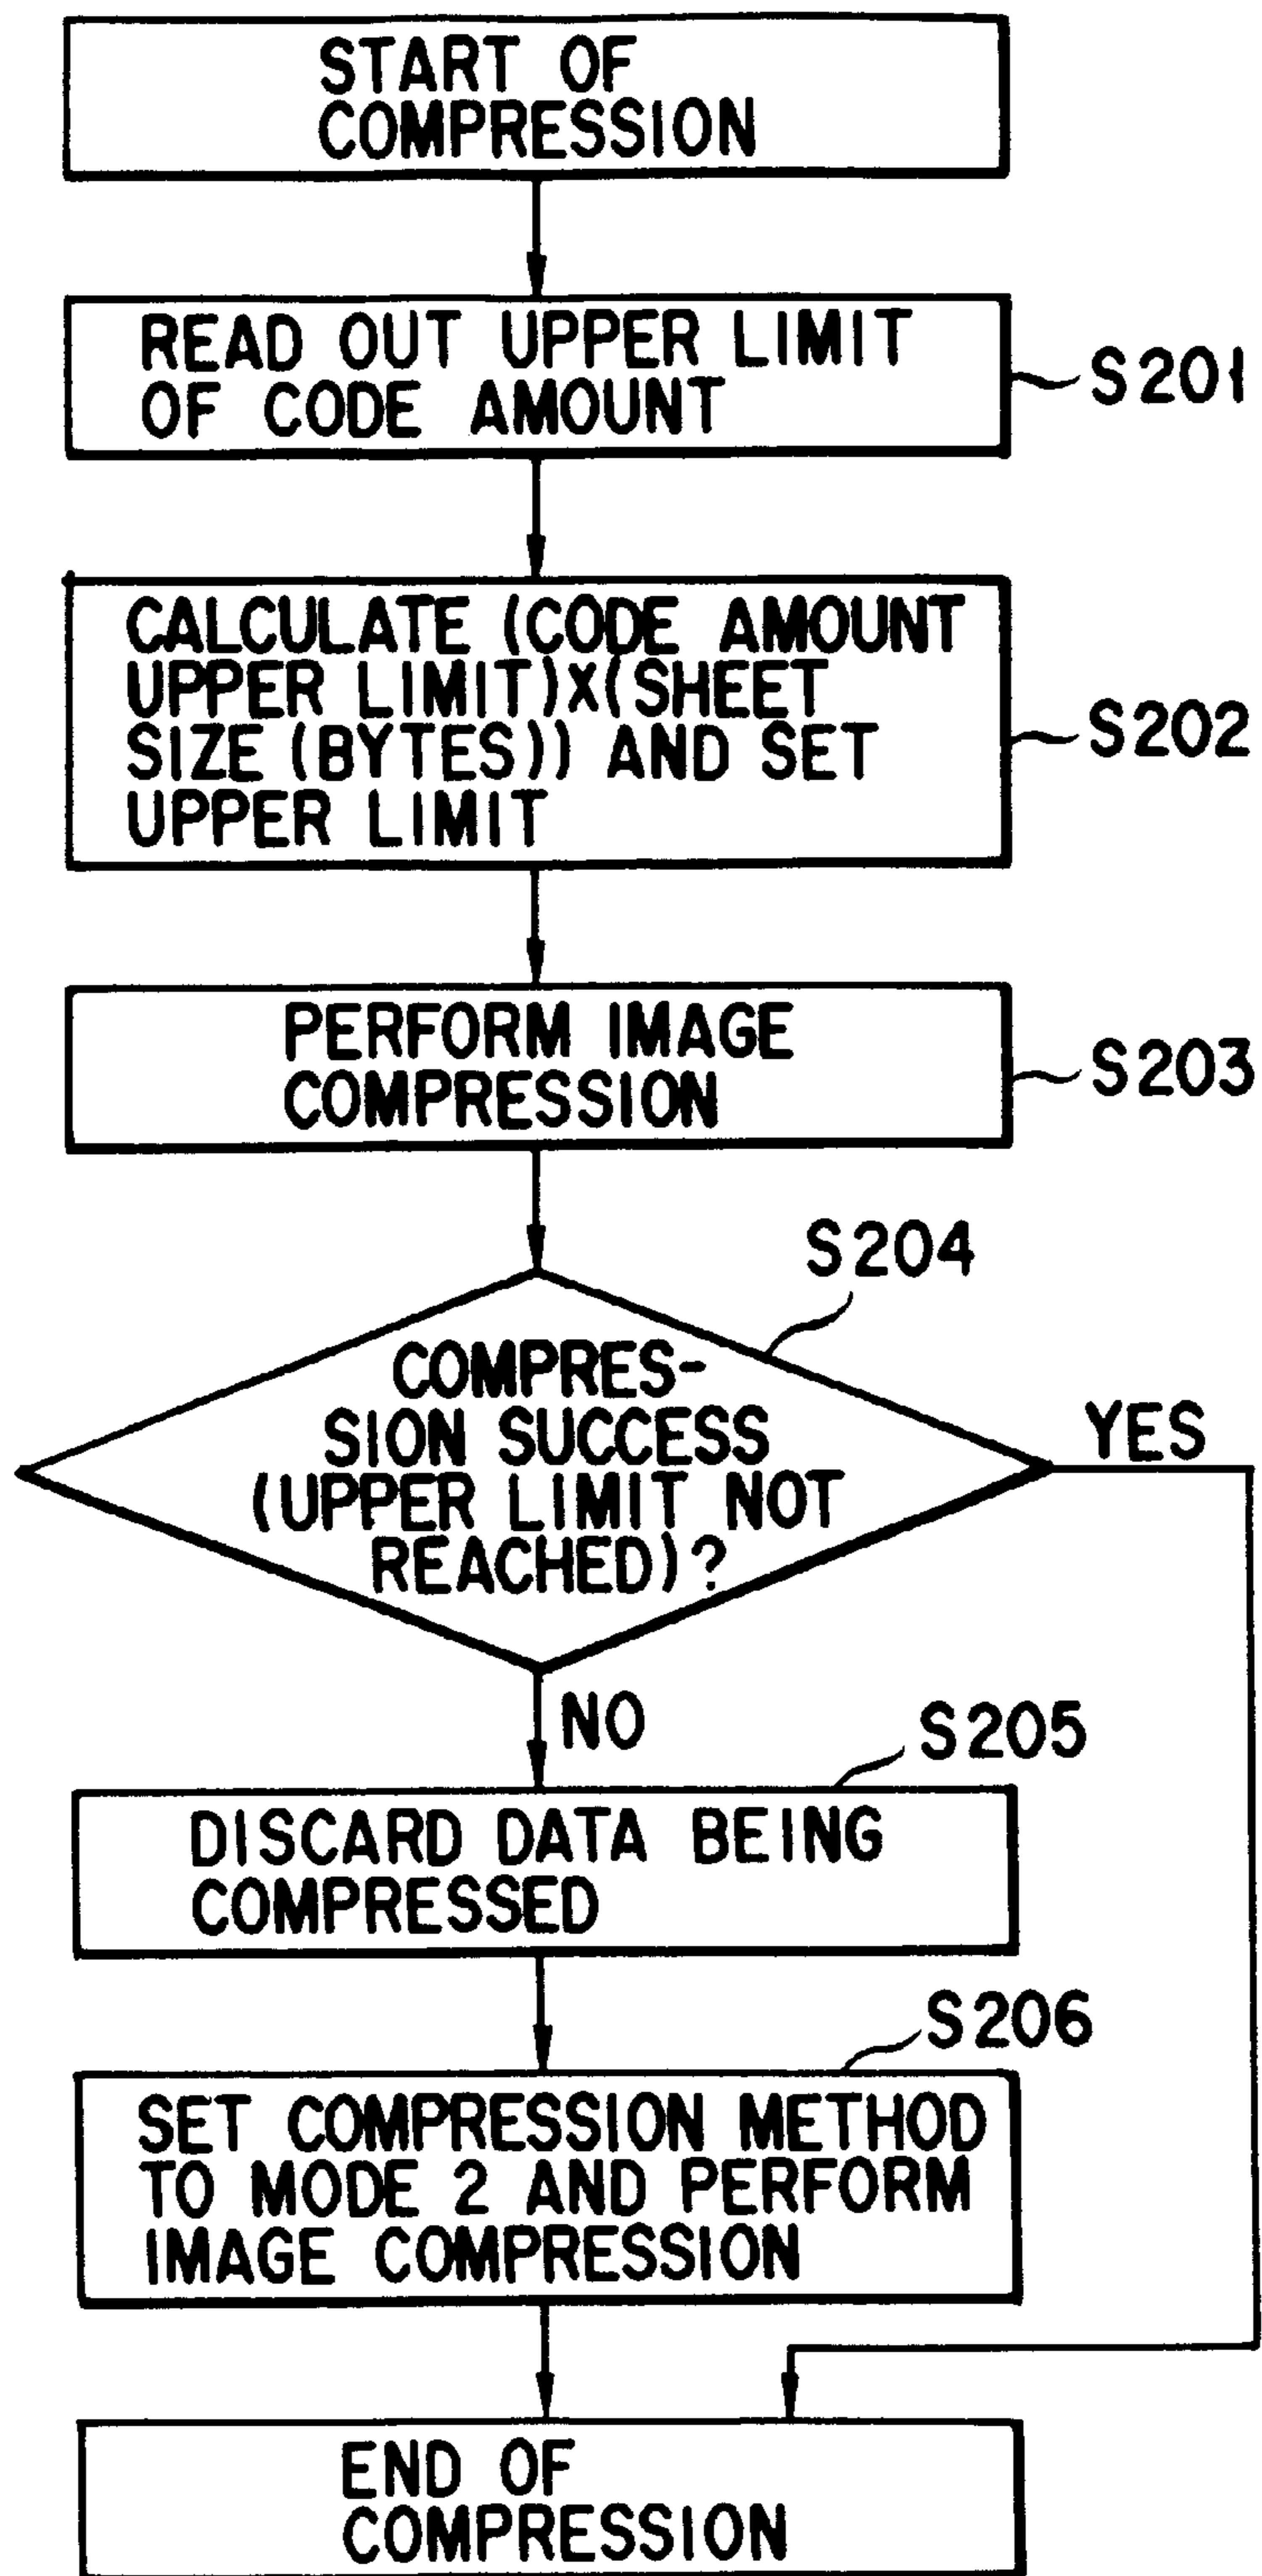 START OF
COMPRESSION
READ OUT UPPER LIMIT
OF CODE AMOUNT
S201
CALCULATE (CODE AMOUNT
UPPER LIMIT)X(SHEET
SIZE (BYTES)) AND SET
UPPER LIMIT
S202
PERFORM IMAGE
COMPRESSION
S203
S204
COMPRES-
SION SUCCESS
(UPPER LIMIT NOT
REACHED)?
YES
NO
S205
DISCARD DATA BEING
COMPRESSED
S206
SET COMPRESSION METHOD
TO MODE 2 AND PERFORM
IMAGE COMPRESSION
END OF
COMPRESSION